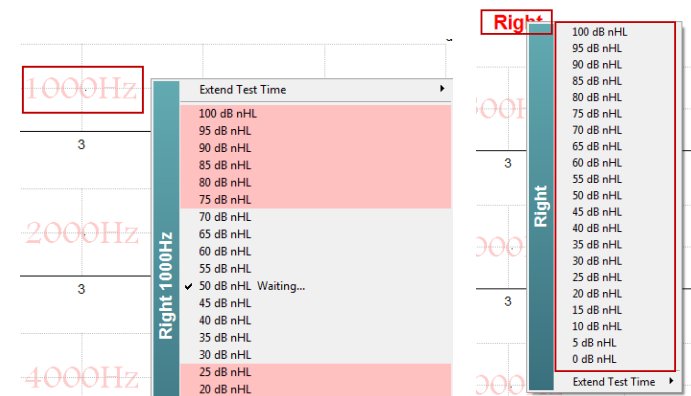 1000Hz
3
2000Hz
3
4000Hz
Right 1000Hz
Extend Test Time
100 dB nHL
95 dB nHL
90 dB nHL
85 dB nHL
80 dB nHL
75 dB nHL
70 dB nHL
65 dB nHL
60 dB nHL
55 dB nHL
50 dB nHL Waiting...
45 dB nHL
40 dB nHL
35 dB nHL
30 dB nHL
25 dB nHL
20 dB nHL
Right
3
3
Right
100 dB nHL
95 dB nHL
90 dB nHL
85 dB nHL
80 dB nHL
75 dB nHL
70 dB nHL
65 dB nHL
60 dB nHL
55 dB nHL
50 dB nHL
45 dB nHL
40 dB nHL
35 dB nHL
30 dB nHL
25 dB nHL
20 dB nHL
15 dB nHL
10 dB nHL
5 dB nHL
0 dB nHL
Extend Test Time